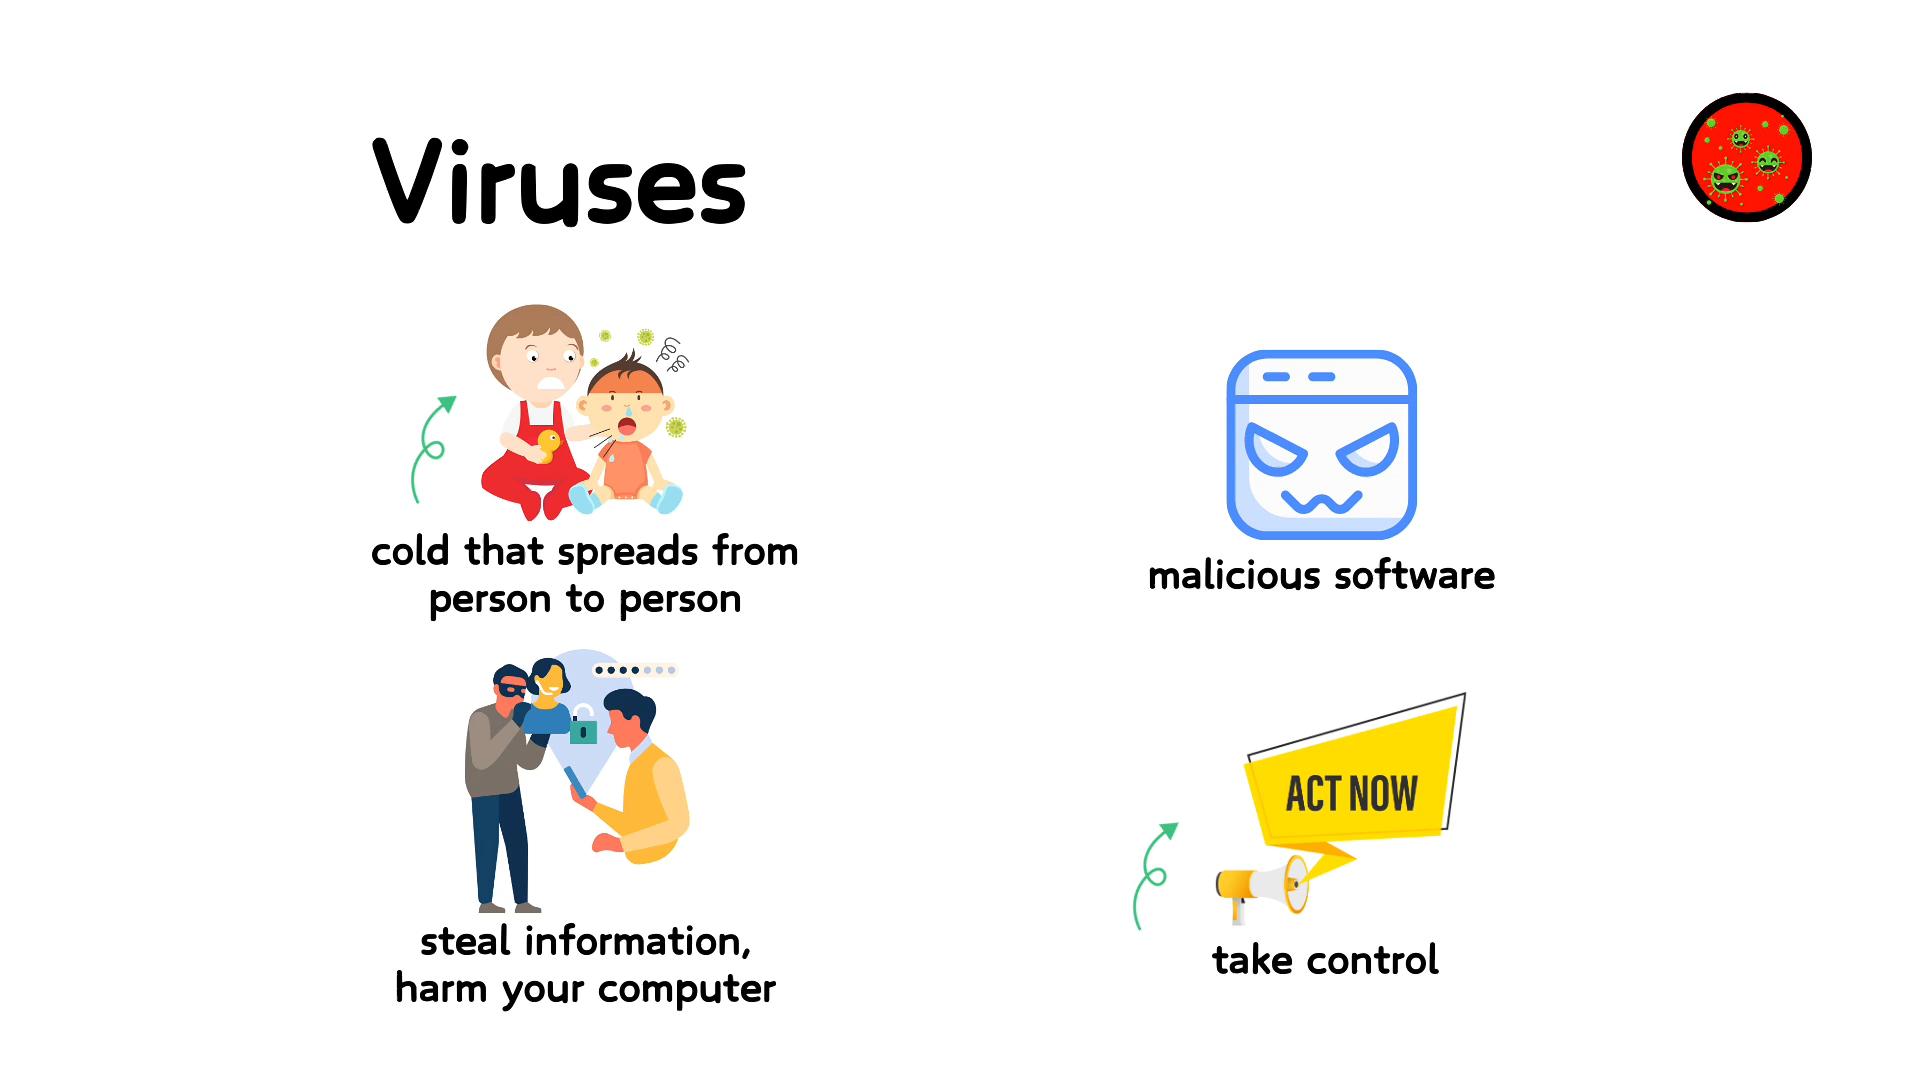 Viruses
cold that spreads from
person to person
malicious software
steal information,
harm your computer
ACT NOW
take control